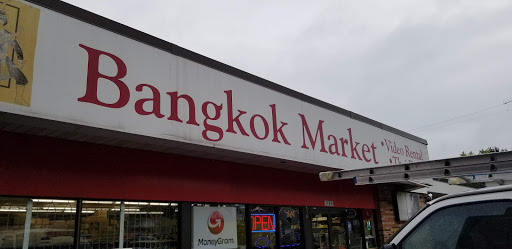 Bangkok Market
•Video Rental
OPEN
MoneyGram